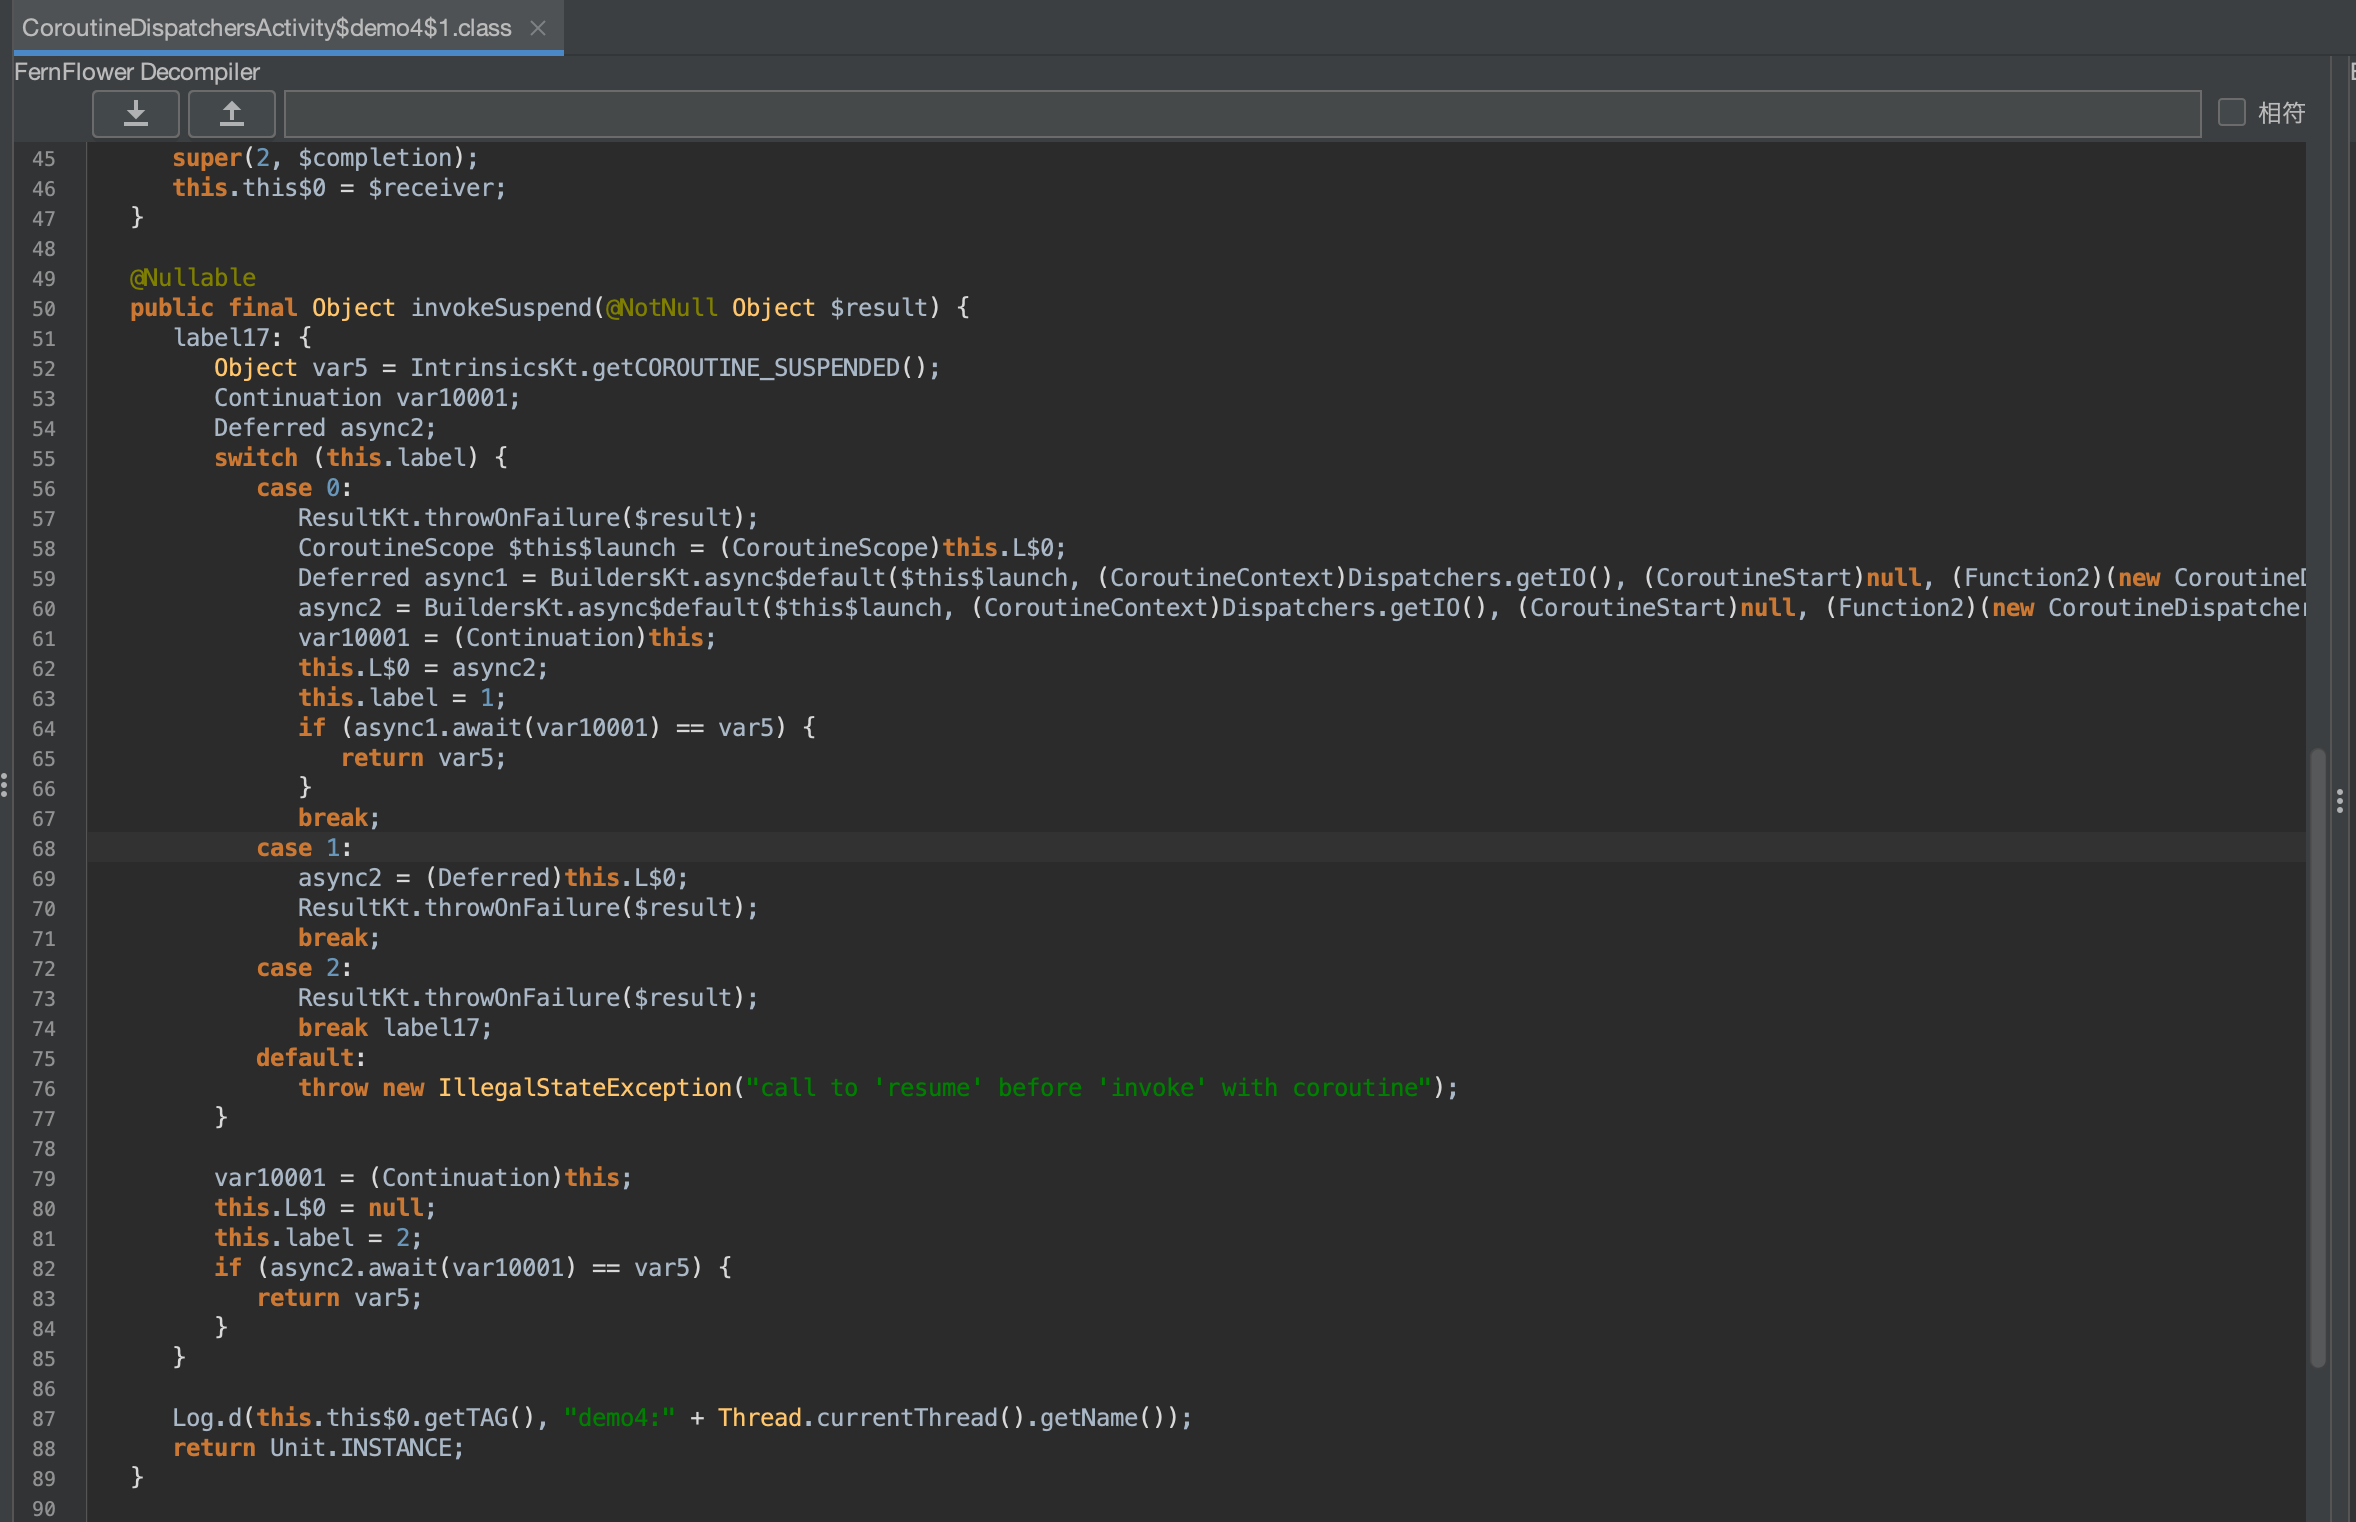 CoroutineDispatchersActivity$demo4$1.class
FernFlower Decompiler
相符
45 super(2, $completion);
46 this.this$0 = $receiver;
47 }
48
49 @Nullable
50 public final Object invokeSuspend(@NotNull Object $result) {
51 label17: {
52 Object var5 = IntrinsicsKt.getCOROUTINE_SUSPENDED();
53 Continuation var10001;
54 Deferred async2;
55 switch (this.label) {
56 case 0:
57 ResultKt.throwOnFailure($result);
58 CoroutineScope $this$launch = (CoroutineScope)this.L$0;
59 Deferred async1 = BuildersKt.async$default($this$launch, (CoroutineContext)Dispatchers.getIO(), (CoroutineStart)null, (Function2)(new Coroutine
60 async2 = BuildersKt.async$default($this$launch, (CoroutineContext)Dispatchers.getIO(), (CoroutineStart)null, (Function2)(new CoroutineDispatcher
61 var10001 = (Continuation)this;
62 this.L$0 = async2;
63 this.label = 1;
64 if (async1.await(var10001) == var5) {
65 return var5;
66 }
67 break;
68 case 1:
69 async2 = (Deferred)this.L$0;
70 ResultKt.throwOnFailure($result);
71 break;
72 case 2:
73 ResultKt.throwOnFailure($result);
74 break label17;
75 default:
76 throw new IllegalStateException("call to 'resume' before 'invoke' with coroutine");
77 }
78
79 var10001 = (Continuation)this;
80 this.L$0 = null;
81 this.label = 2;
82 if (async2.await(var10001) == var5) {
83 return var5;
84 }
85 }
86
87 Log.d(this.this$0.getTAG(), "demo4:" + Thread.currentThread().getName());
88 return Unit.INSTANCE;
89 }
90